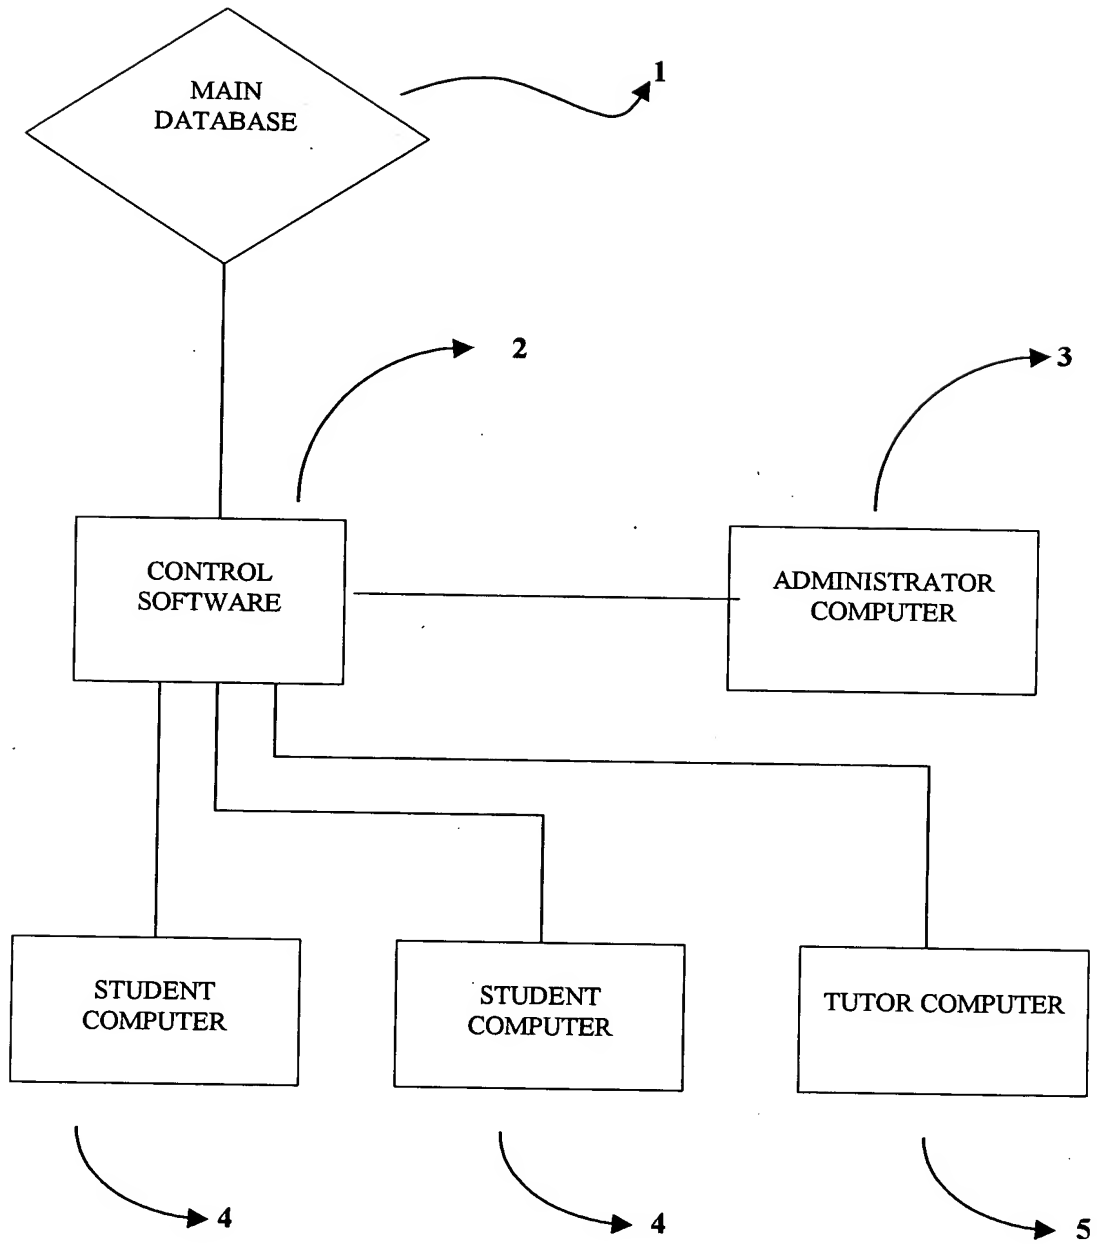 MAIN
DATABASE
1
2
3
CONTROL
SOFTWARE
ADMINISTRATOR
COMPUTER
STUDENT
COMPUTER
STUDENT
COMPUTER
TUTOR COMPUTER
4
4
5